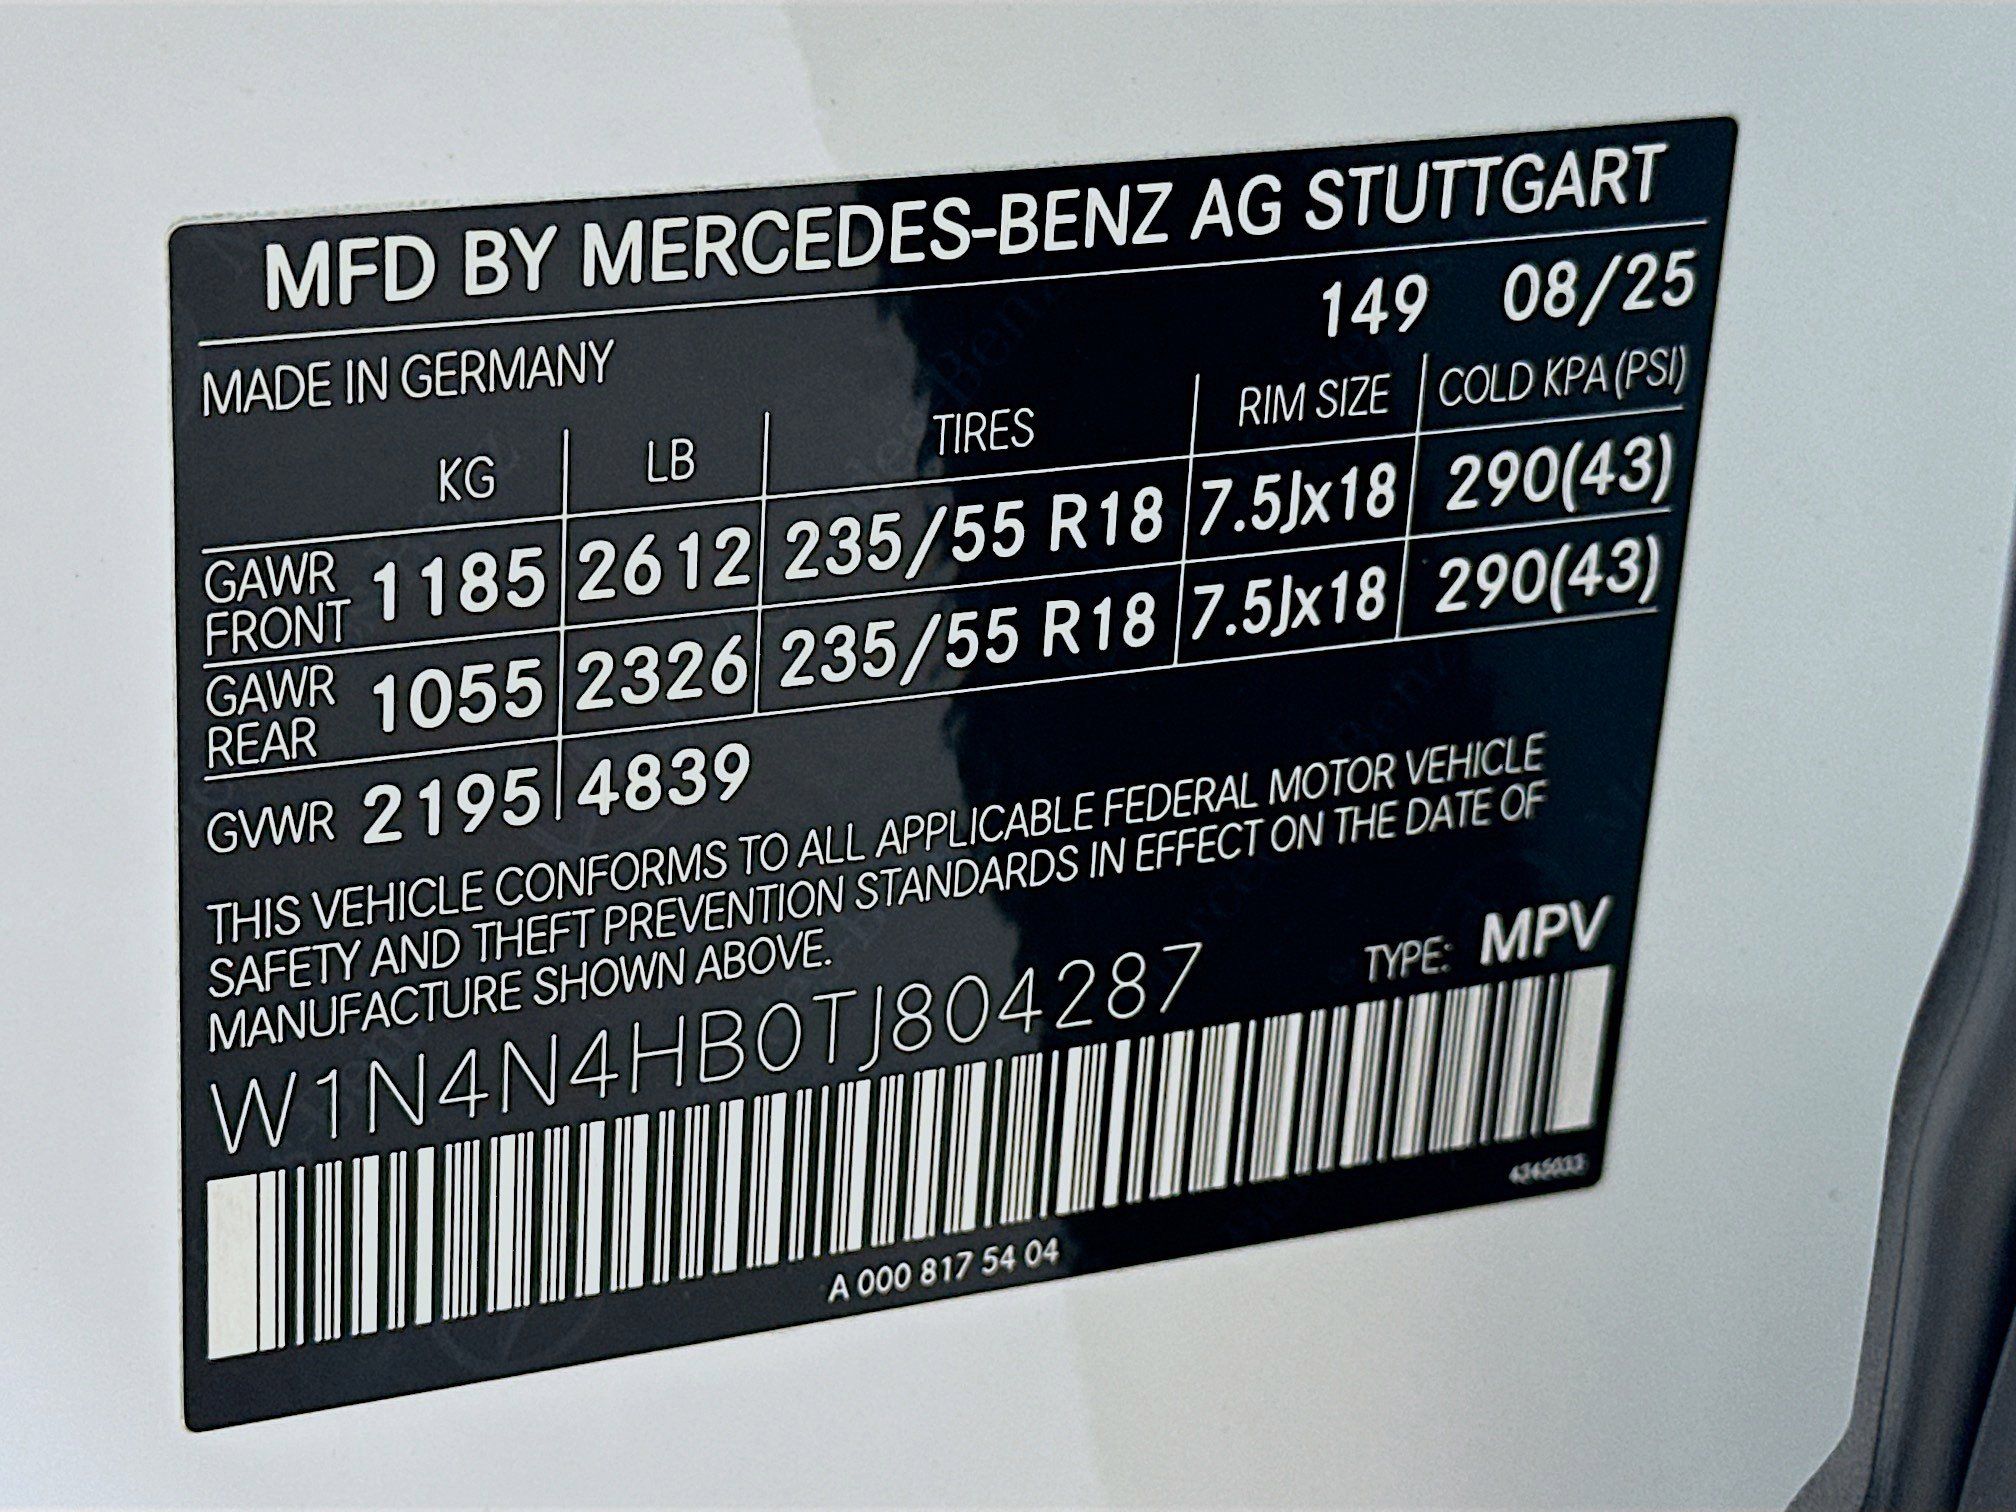 MFD BY MERCEDES-BENZ AG STUTTGART
149 08/25
MADE IN GERMANY
KG LB TIRES RIM SIZE COLD KPA (PSI)
GAWR FRONT 1185 2612 235/55 R18 7.5Jx18 290(43)
GAWR REAR 1055 2326 235/55 R18 7.5Jx18 290(43)
GVWR 2195 4839
THIS VEHICLE CONFORMS TO ALL APPLICABLE FEDERAL MOTOR VEHICLE
SAFETY AND THEFT PREVENTION STANDARDS IN EFFECT ON THE DATE OF
MANUFACTURE SHOWN ABOVE.
W1N4N4HB0TJ804287 TYPE: MPV
4345033
A 000 817 54 04